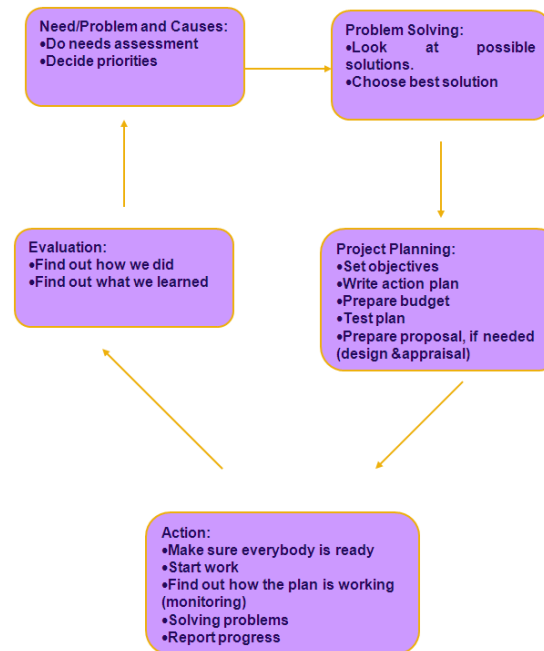 Need/Problem and Causes:
•Do needs assessment
•Decide priorities
Problem Solving:
•Look at possible
solutions.
•Choose best solution
Evaluation:
•Find out how we did
•Find out what we learned
Project Planning:
•Set objectives
•Write action plan
•Prepare budget
•Test plan
•Prepare proposal, if needed
(design &appraisal)
Action:
•Make sure everybody is ready
•Start work
•Find out how the plan is working
(monitoring)
•Solving problems
•Report progress